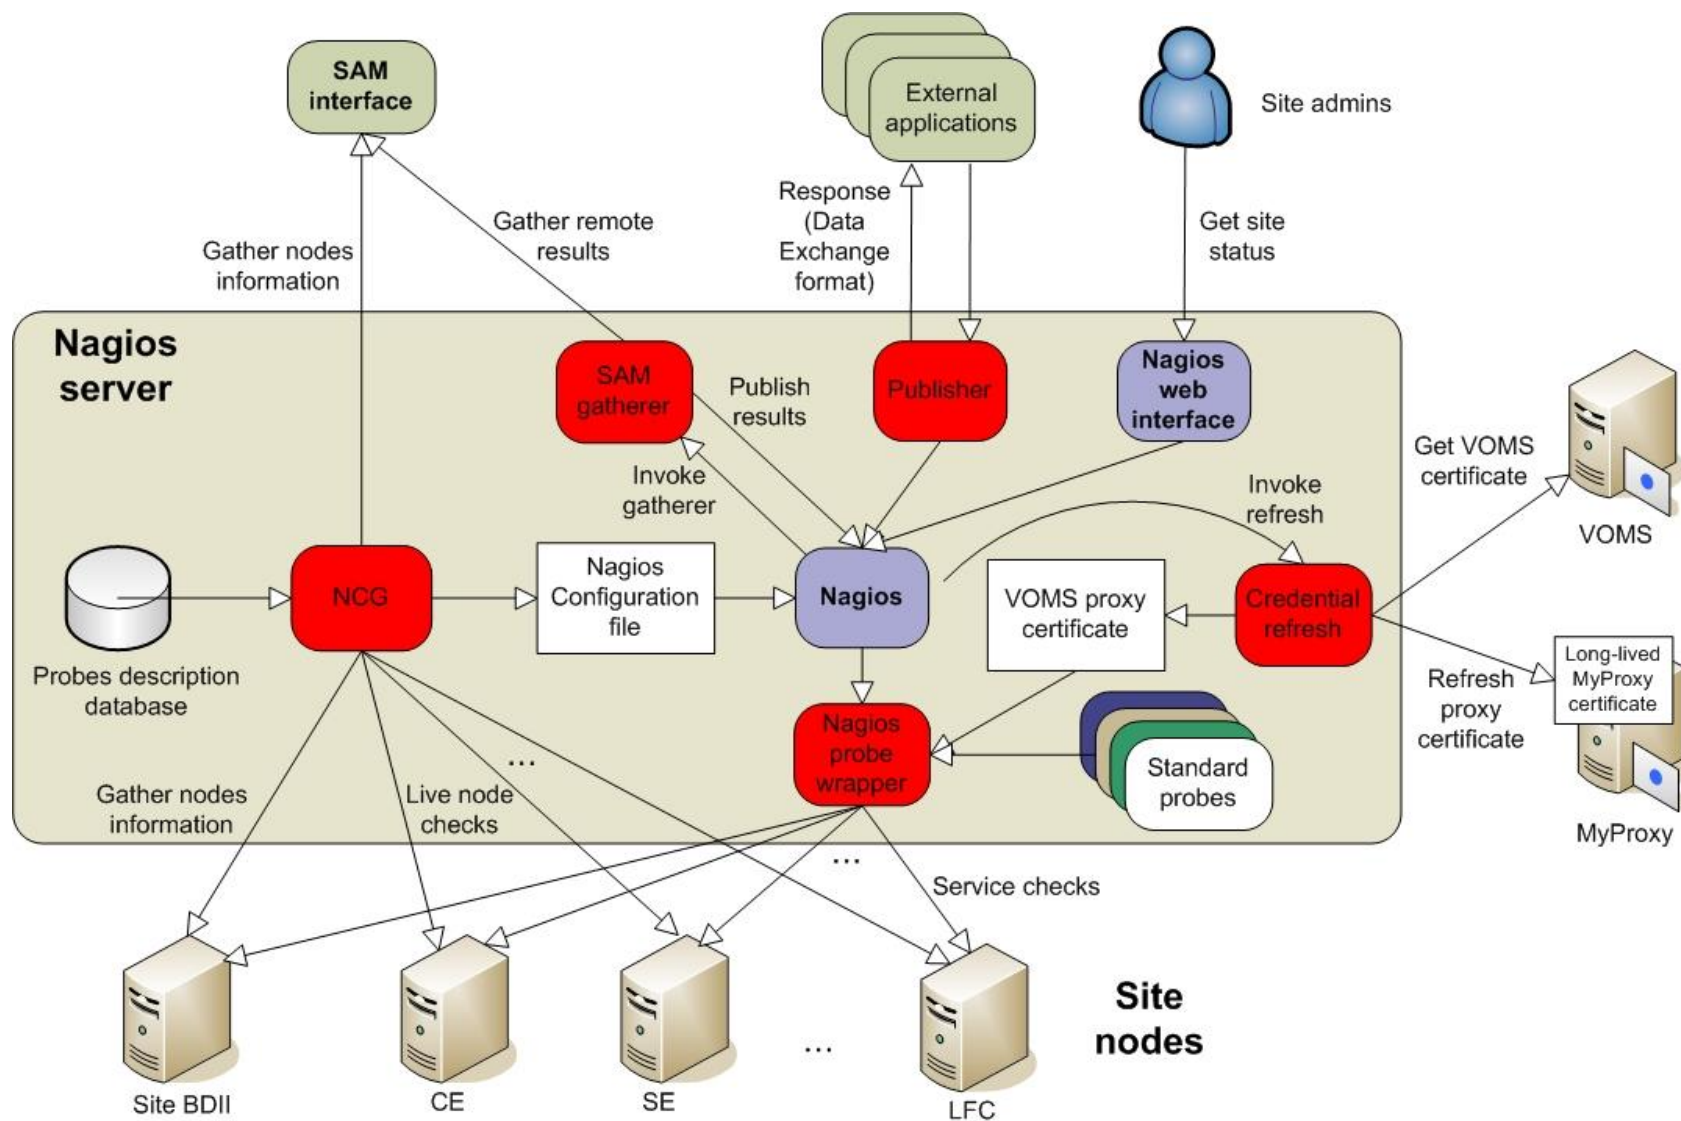 SAM
interface
External
applications
Site admins
Response
(Data
Exchange
format)
Gather remote
results
Get site
status
Gather nodes
information
Nagios
server
SAM
gatherer
Publish
results
Publisher
Nagios
web
interface
Get VOMS
certificate
Invoke
gatherer
Invoke
refresh
VOMS
Nagios
Configuration
file
NCG
Nagios
VOMS proxy
certificate
Credential
refresh
Probes description
database
Long-lived
MyProxy
certificate
Refresh
proxy
certificate
Nagios
probe
wrapper
...
Standard
probes
Gather nodes
information
Live node
checks
MyProxy
...
Service checks
Site
nodes
...
Site BDII
CE
SE
LFC